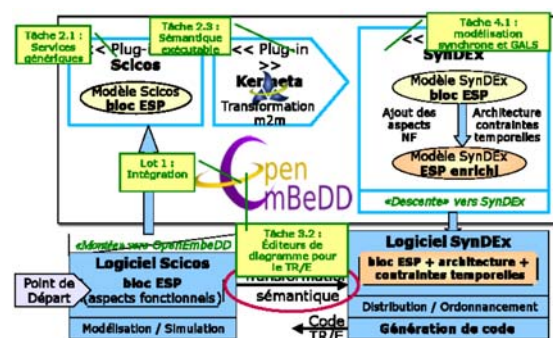 Tâche 2.1 :
Services
génériques
<< Plug-in
Scicos
Modèle Scicos
bloc ESP
Tâche 2.3 :
Sémantique
exécutable
<< Plug-in
>>
Kermeta
Transformation
m2m
Tâche 4.1 :
modélisation
synchrone et GALS
<<
SynDEx
Modèle SynDEx
bloc ESP
Ajout des
aspects
NF
Architecture
contraintes
temporelles
Modèle SynDEx
ESP enrichi
«Descente» vers SynDEx
Lot 1 :
Intégration
Open
EmBeDD
«Montée» vers OpenEmbeDD
Tâche 3.2 :
Éditeurs de
diagramme pour
le TR/E
Point de
Départ
Logiciel Scicos
bloc ESP
(aspects fonctionnels)
Modélisation / Simulation
sémantique
Code
TR/E
Logiciel SynDEx
bloc ESP + architecture +
contraintes temporelles
Distribution / Ordonnancement
Génération de code